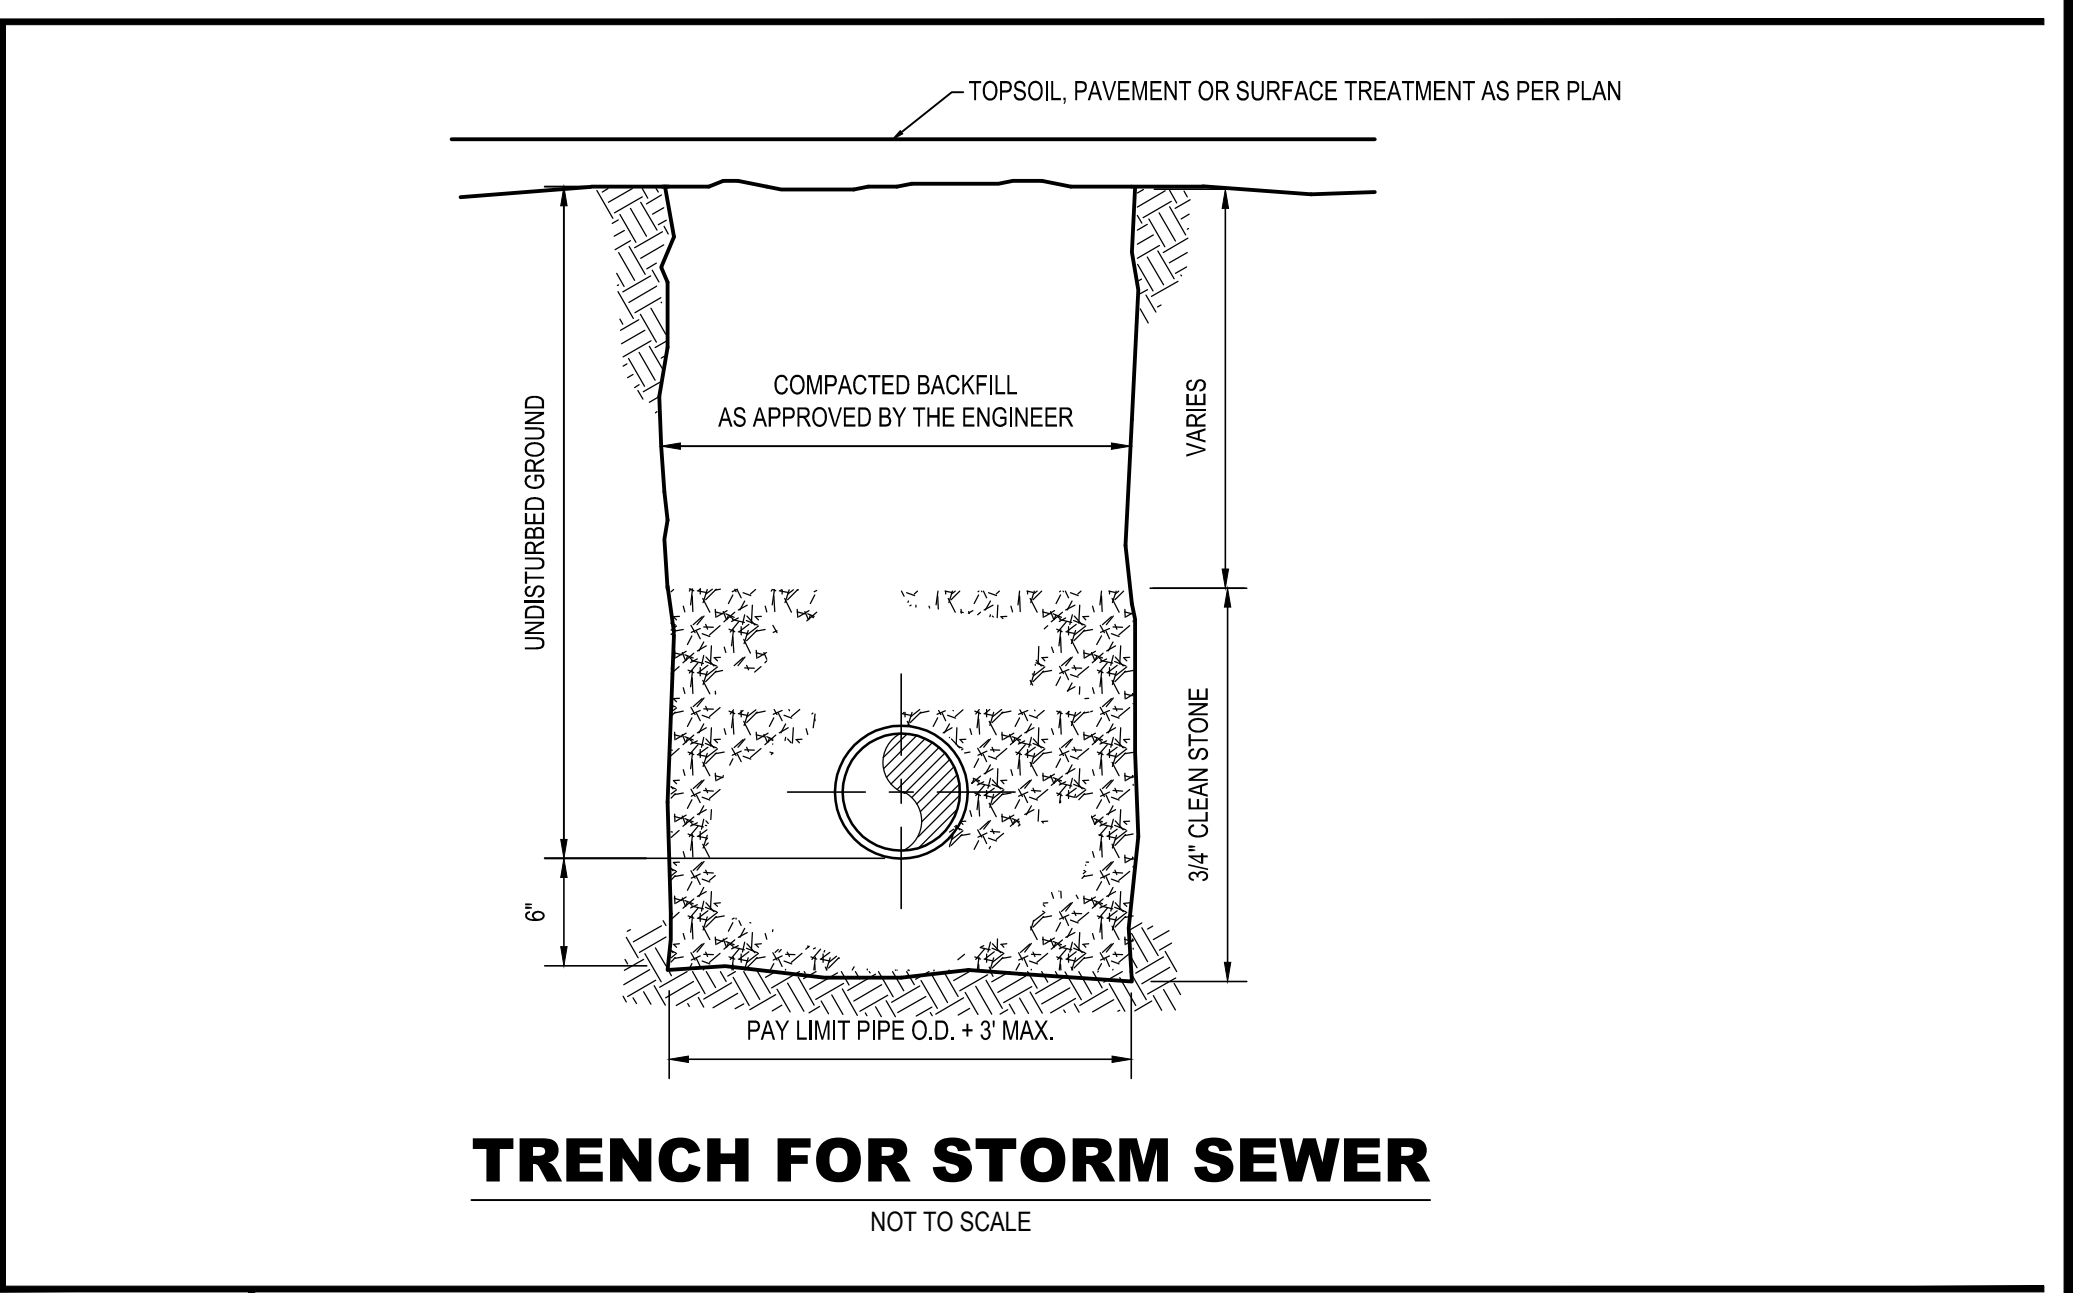 TOPSOIL, PAVEMENT OR SURFACE TREATMENT AS PER PLAN
COMPACTED BACKFILL
AS APPROVED BY THE ENGINEER
UNDISTURBED GROUND
VARIES
3/4" CLEAN STONE
6"
PAY LIMIT PIPE O.D. + 3' MAX.
TRENCH FOR STORM SEWER
NOT TO SCALE